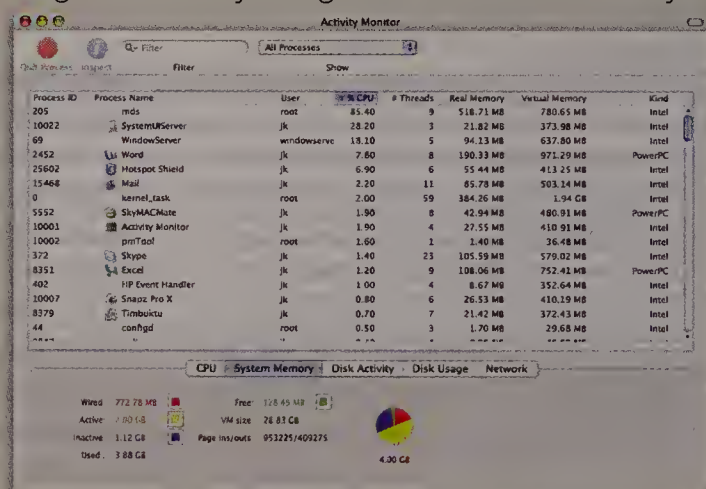 Activity Monitor
Quit Process Inspect Filter Show
Q- Filter All Processes
Process ID Process Name User % CPU # Threads Real Memory Virtual Memory Kind
205 mds root 85.40 9 518.71 MB 780.65 MB Intel
10022 SystemUIServer jk 28.20 3 21.82 MB 373.98 MB Intel
69 WindowServer windowserve 18.10 5 94.13 MB 637.80 MB Intel
2452 Word jk 7.80 8 190.33 MB 971.29 MB PowerPC
25602 Hotspot Shield jk 6.90 6 55.44 MB 413.25 MB Intel
15468 Mail jk 2.20 11 85.78 MB 503.14 MB Intel
0 kernel_task root 2.00 59 384.26 MB 1.94 GB Intel
5552 SkyMACMate jk 1.90 8 42.94 MB 480.91 MB PowerPC
10001 Activity Monitor jk 1.90 4 27.55 MB 410.91 MB Intel
10002 pmTool root 1.60 1 1.40 MB 36.48 MB Intel
372 Skype jk 1.40 23 105.59 MB 579.02 MB Intel
8351 Excel jk 1.20 9 108.06 MB 752.41 MB PowerPC
402 HP Event Handler jk 1.00 4 8.67 MB 352.64 MB Intel
10007 Snapz Pro X jk 0.80 6 26.53 MB 410.19 MB Intel
8379 Timbuktu jk 0.70 7 21.42 MB 372.43 MB Intel
44 configd root 0.50 3 1.70 MB 29.68 MB Intel
CPU System Memory Disk Activity Disk Usage Network
Wired 772.78 MB Free: 128.45 MB
Active VM size 28.83 GB
Inactive 1.12 GB Page ins/outs 953225/409275
Used 3.88 GB
4.00 GB